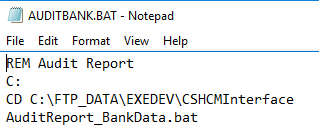 AUDITBANK.BAT - Notepad
File Edit Format View Help
REM Audit Report
C:
CD C:\FTP_DATA\EXEDEV\CSHCMInterface
AuditReport_BankData.bat